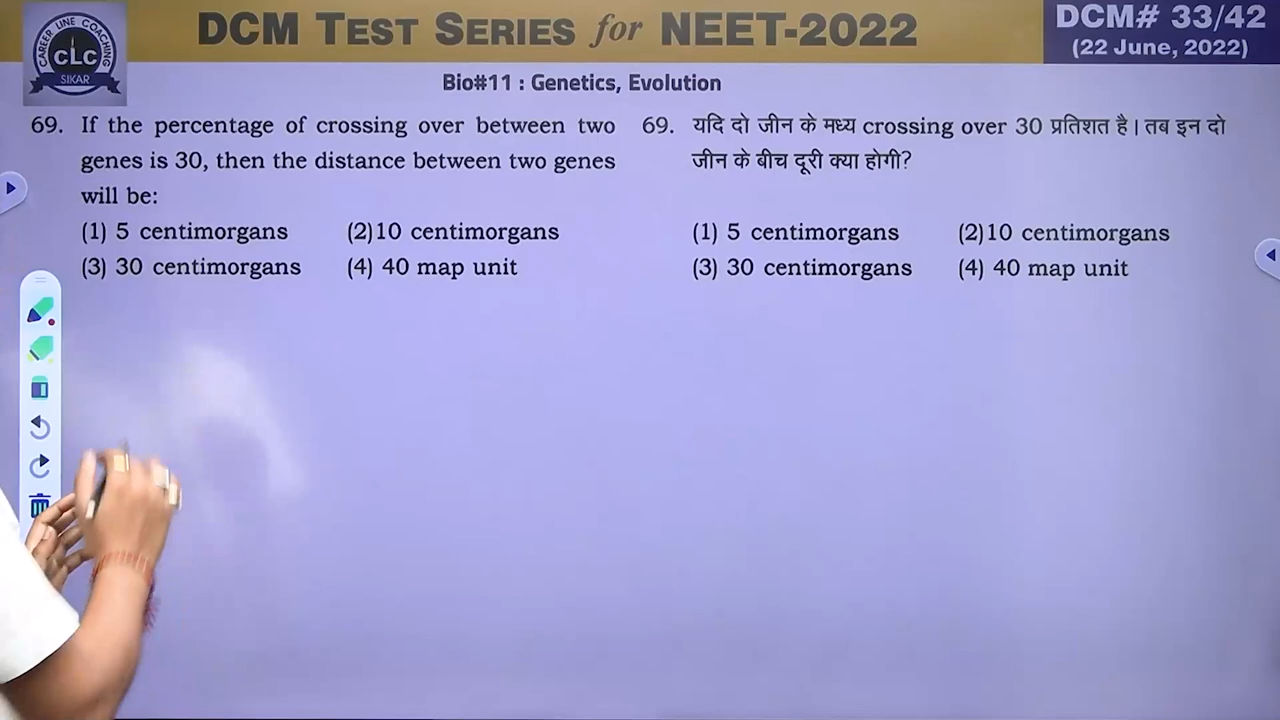 DCM TEST SERIES for NEET-2022
DCM# 33/42
(22 June, 2022)
CAREER LINE COACHING
CLC
SIKAR
Bio#11 : Genetics, Evolution
69. If the percentage of crossing over between two
genes is 30, then the distance between two genes
will be:
(1) 5 centimorgans (2)10 centimorgans
(3) 30 centimorgans (4) 40 map unit
69. यदि दो जीन के मध्य crossing over 30 प्रतिशत है। तब इन दो
जीन के बीच दूरी क्या होगी?
(1) 5 centimorgans (2)10 centimorgans
(3) 30 centimorgans (4) 40 map unit